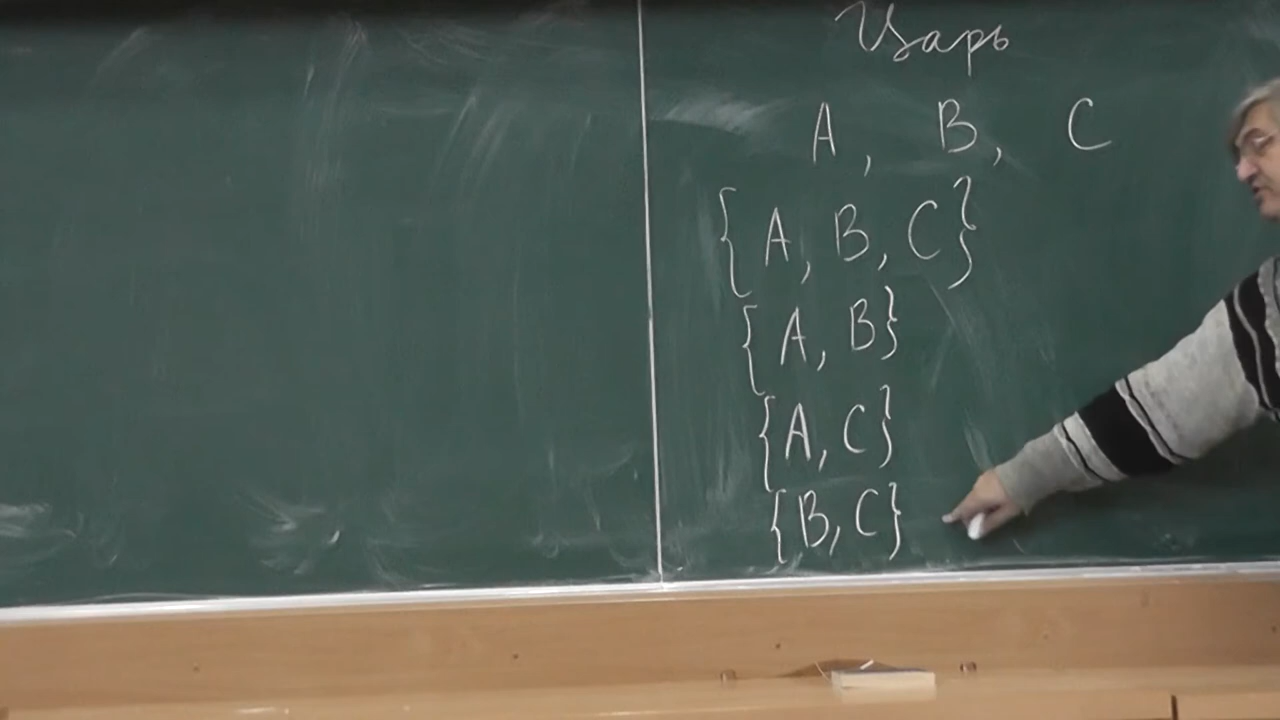 Царь
A, B, C
{A, B, C}
{A, B}
{A, C}
{B, C}